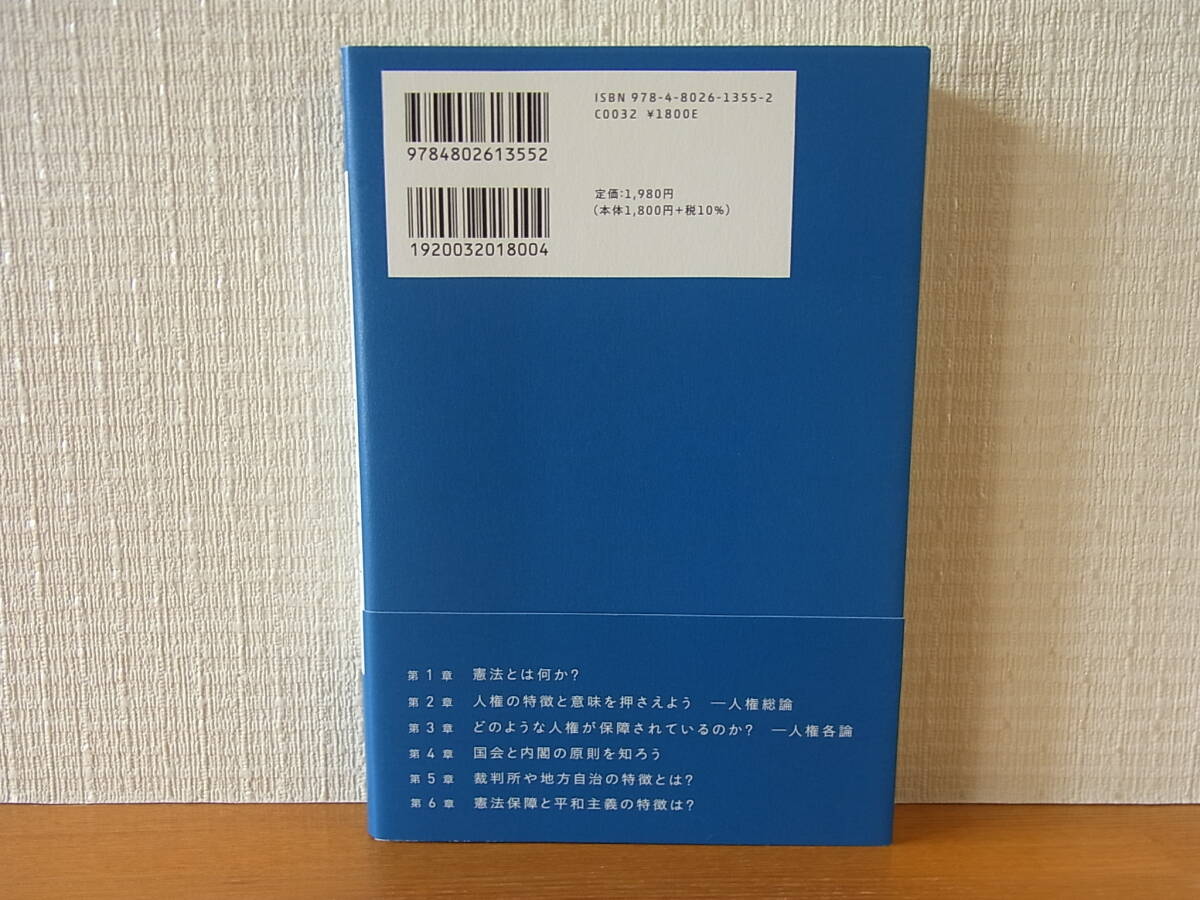 ISBN 978-4-8026-1355-2
C0032 ¥1800E
9784802613552
定価:1,980円
(本体1,800円+税10%)
1920032018004
第1章 憲法とは何か?
第2章 人権の特徴と意味を押さえよう —人権総論
第3章 どのような人権が保障されているのか? —人権各論
第4章 国会と内閣の原則を知ろう
第5章 裁判所や地方自治の特徴とは?
第6章 憲法保障と平和主義の特徴は?